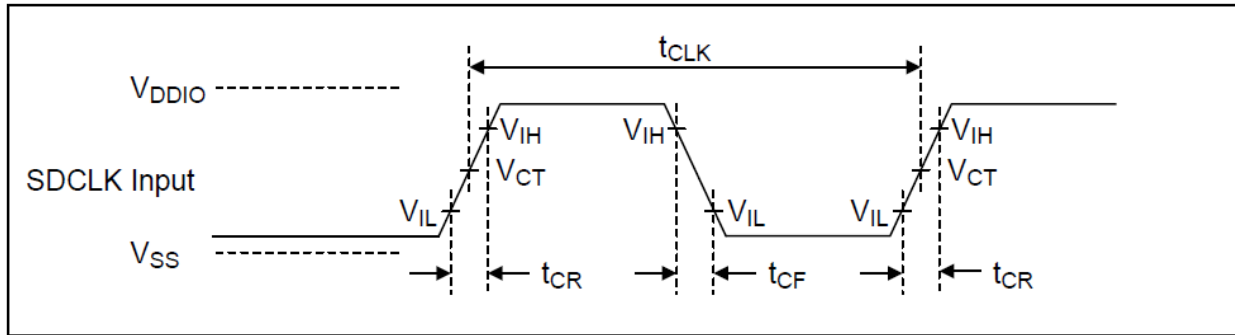 tCLK
VDDIO
VIH VIH VIH
SDCLK Input VCT VCT
VIL VIL VIL
VSS
tCR tCF tCR